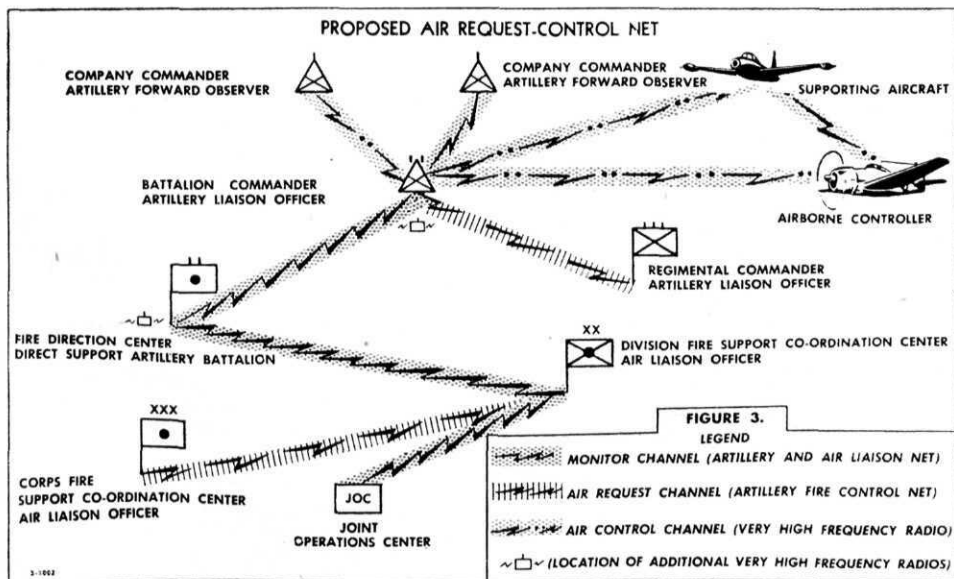 PROPOSED AIR REQUEST-CONTROL NET
COMPANY COMMANDER
ARTILLERY FORWARD OBSERVER
COMPANY COMMANDER
ARTILLERY FORWARD OBSERVER
SUPPORTING AIRCRAFT
BATTALION COMMANDER
ARTILLERY LIAISON OFFICER
AIRBORNE CONTROLLER
REGIMENTAL COMMANDER
ARTILLERY LIAISON OFFICER
FIRE DIRECTION CENTER
DIRECT SUPPORT ARTILLERY BATTALION
XX
DIVISION FIRE SUPPORT CO-ORDINATION CENTER
AIR LIAISON OFFICER
XXX
CORPS FIRE
SUPPORT CO-ORDINATION CENTER
AIR LIAISON OFFICER
JOC
JOINT
OPERATIONS CENTER
FIGURE 3.
LEGEND
MONITOR CHANNEL (ARTILLERY AND AIR LIAISON NET)
AIR REQUEST CHANNEL (ARTILLERY FIRE CONTROL NET)
AIR CONTROL CHANNEL (VERY HIGH FREQUENCY RADIO)
(LOCATION OF ADDITIONAL VERY HIGH FREQUENCY RADIOS)